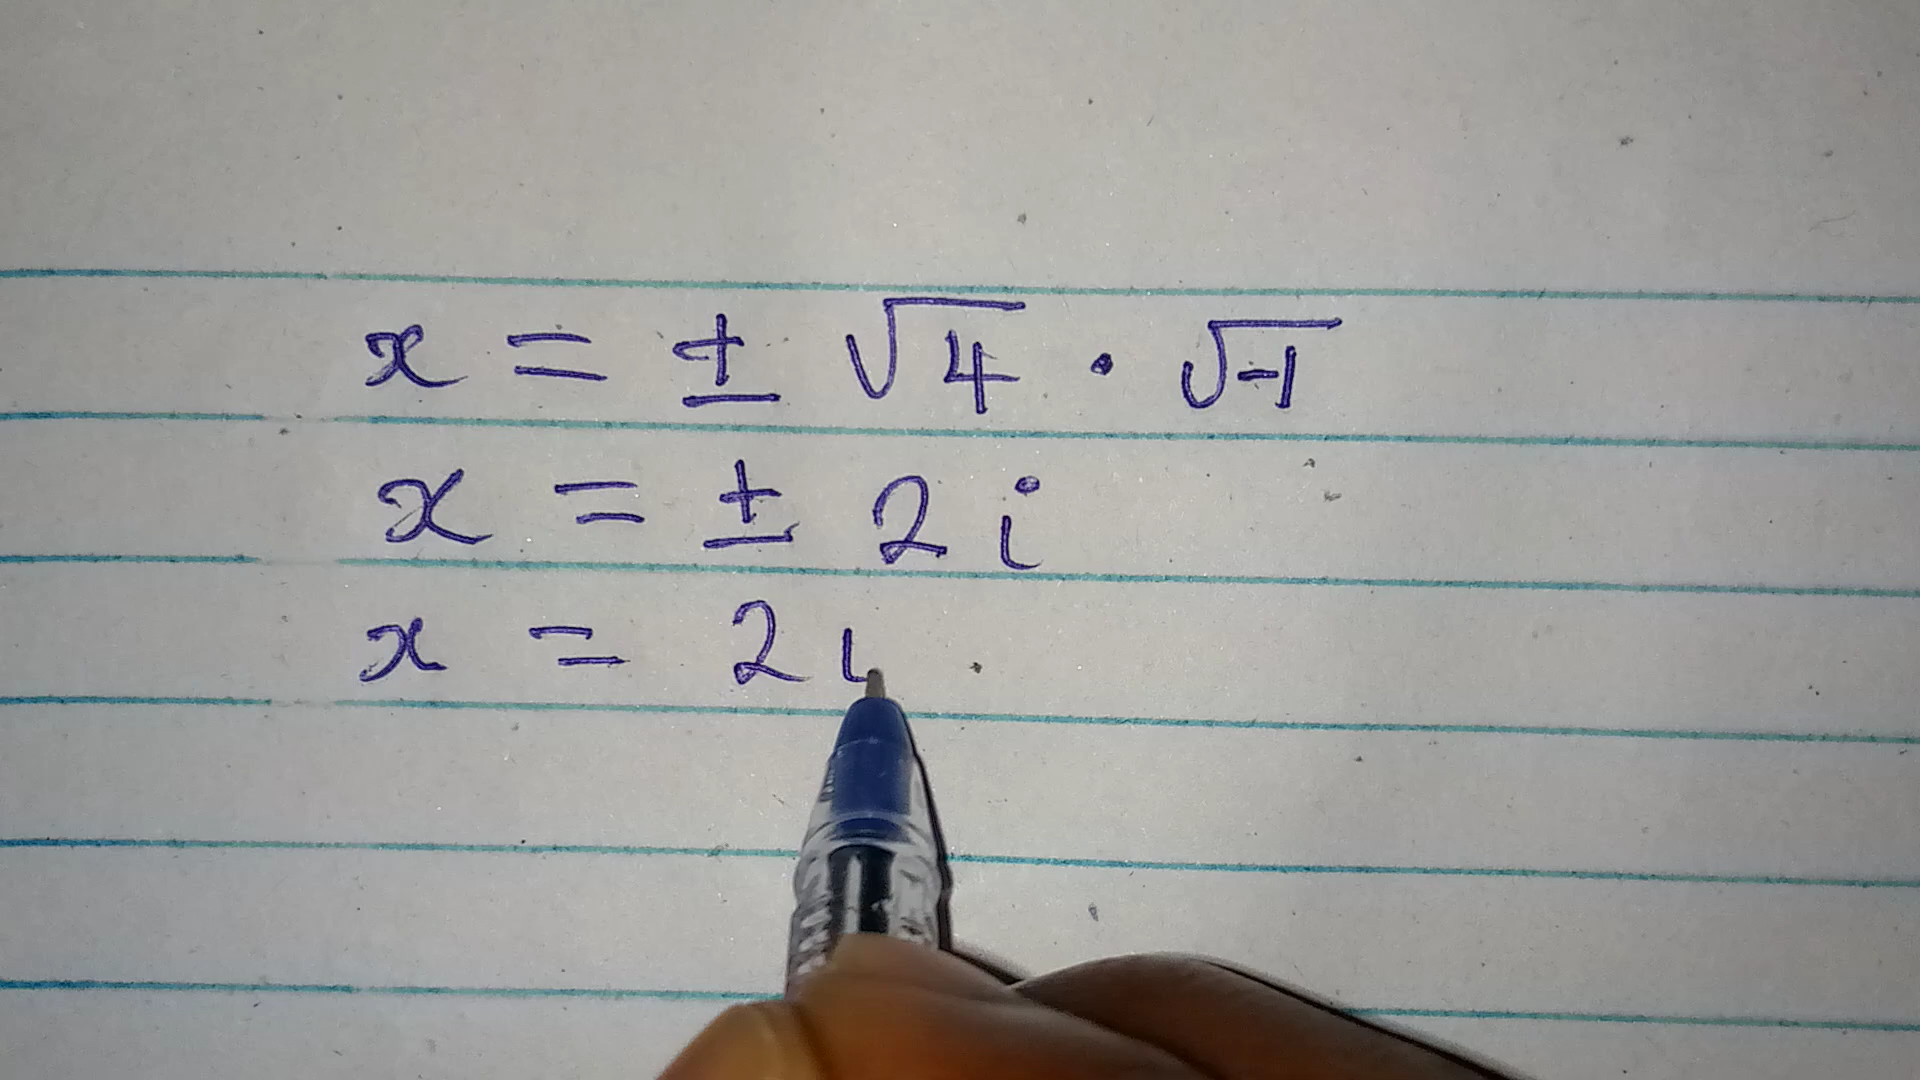 x = ± √4 · √-1
x = ± 2i
x = 2i